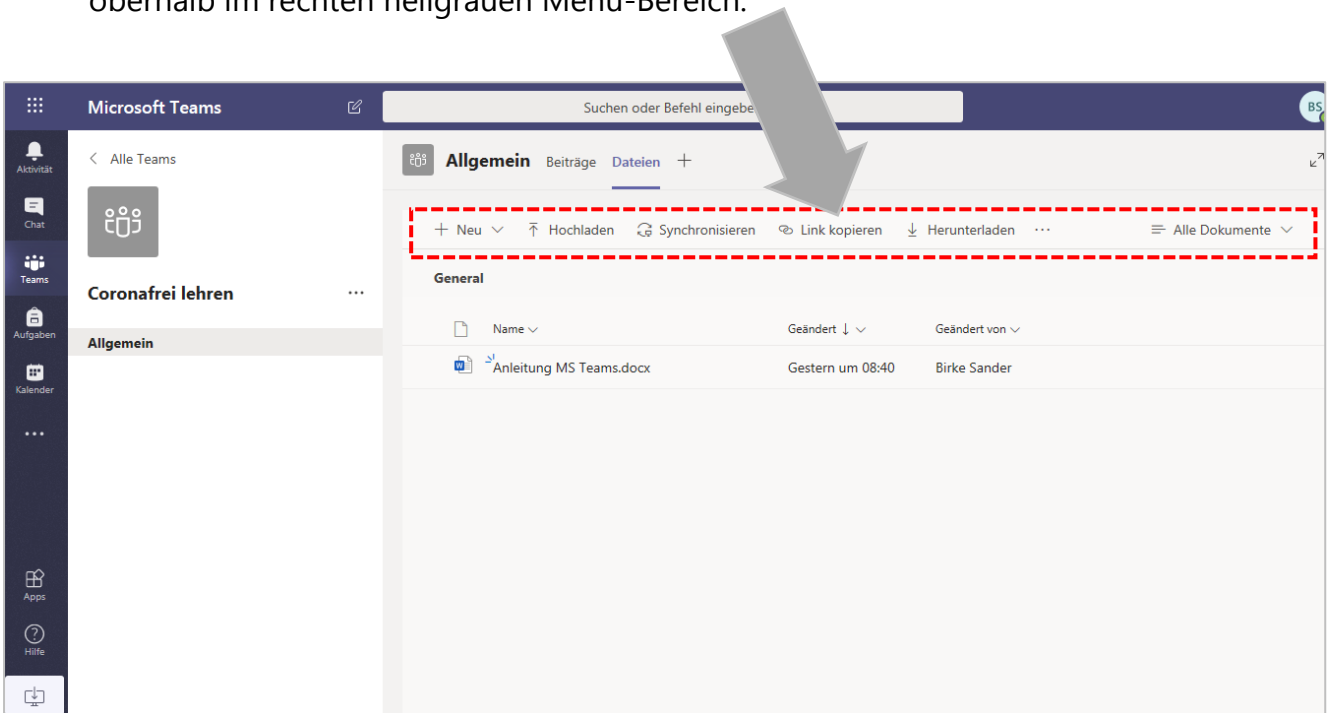 oberhalb im rechten hellgrauen Menü-Bereich.
Microsoft Teams
Suchen oder Befehl eingebe
BS
Aktivität
Chat
Teams
Aufgaben
Kalender
Apps
Hilfe
< Alle Teams
Coronafrei lehren ...
Allgemein
Allgemein Beiträge Dateien +
+ Neu Hochladen Synchronisieren Link kopieren Herunterladen ... Alle Dokumente
General
Name Geändert ↓ Geändert von
Anleitung MS Teams.docx Gestern um 08:40 Birke Sander